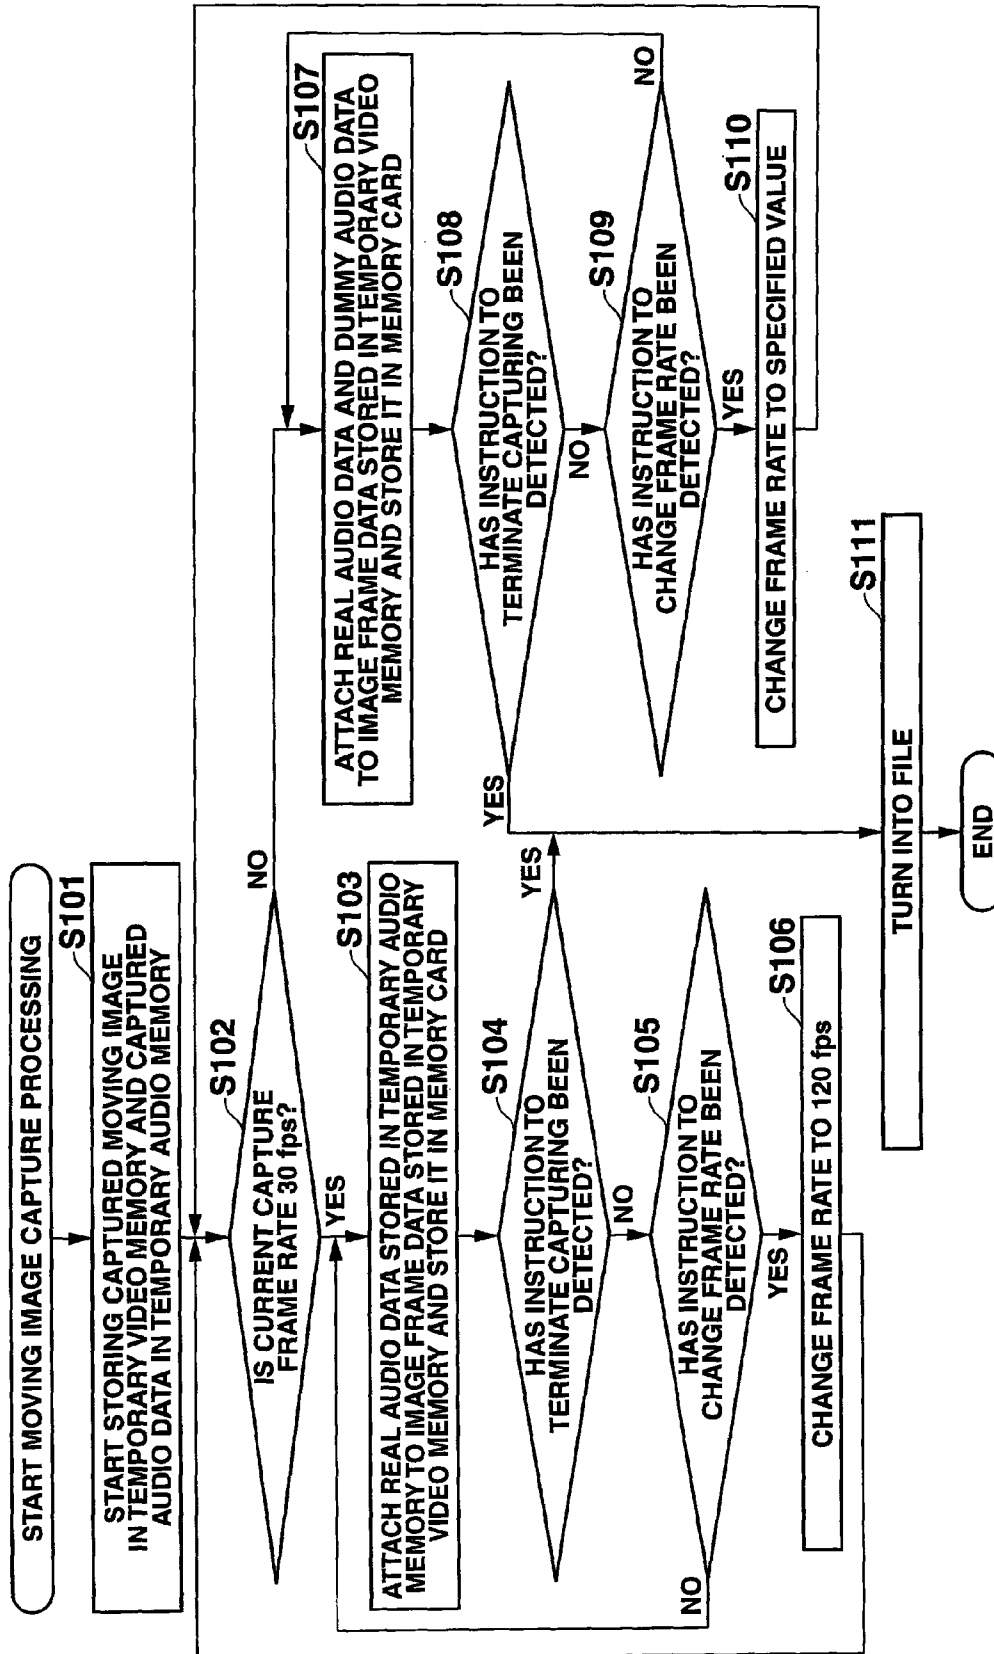 START MOVING IMAGE CAPTURE PROCESSING
S101
START STORING CAPTURED MOVING IMAGE
IN TEMPORARY VIDEO MEMORY AND CAPTURED
AUDIO DATA IN TEMPORARY AUDIO MEMORY
S102
IS CURRENT CAPTURE
FRAME RATE 30 fps?
NO
YES
S103
ATTACH REAL AUDIO DATA STORED IN TEMPORARY AUDIO
MEMORY TO IMAGE FRAME DATA STORED IN TEMPORARY
VIDEO MEMORY AND STORE IT IN MEMORY CARD
S104
HAS INSTRUCTION TO
TERMINATE CAPTURING BEEN
DETECTED?
YES
NO
S105
HAS INSTRUCTION TO
CHANGE FRAME RATE BEEN
DETECTED?
NO
YES
S106
CHANGE FRAME RATE TO 120 fps
S107
ATTACH REAL AUDIO DATA AND DUMMY AUDIO DATA
TO IMAGE FRAME DATA STORED IN TEMPORARY VIDEO
MEMORY AND STORE IT IN MEMORY CARD
S108
HAS INSTRUCTION TO
TERMINATE CAPTURING BEEN
DETECTED?
YES
NO
S109
HAS INSTRUCTION TO
CHANGE FRAME RATE BEEN
DETECTED?
NO
YES
S110
CHANGE FRAME RATE TO SPECIFIED VALUE
S111
TURN INTO FILE
END